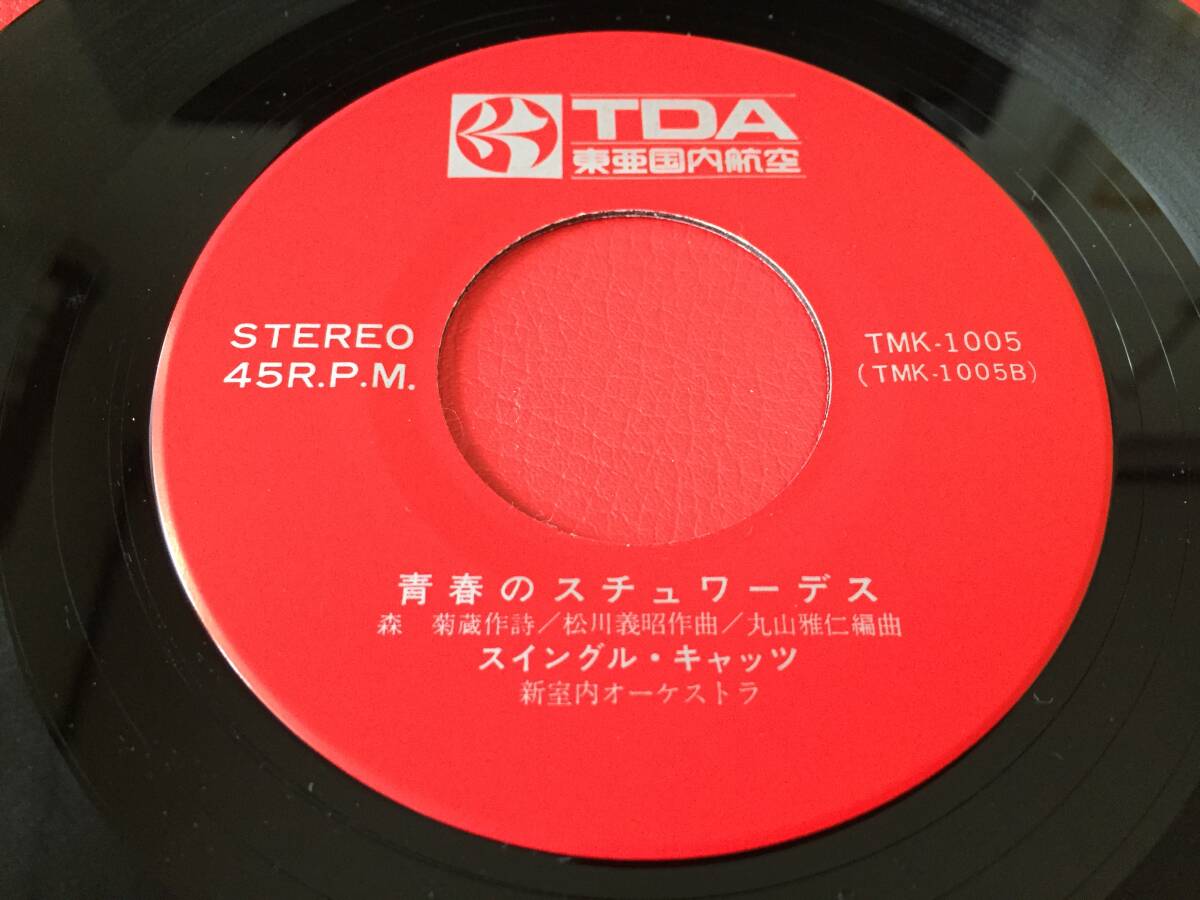 TDA
東亜国内航空
STEREO
45R.P.M.
TMK-1005
(TMK-1005B)
青春のスチュワーデス
森 菊蔵作詩/松川義昭作曲/丸山雅仁編曲
スイングル・キャッツ
新室内オーケストラ